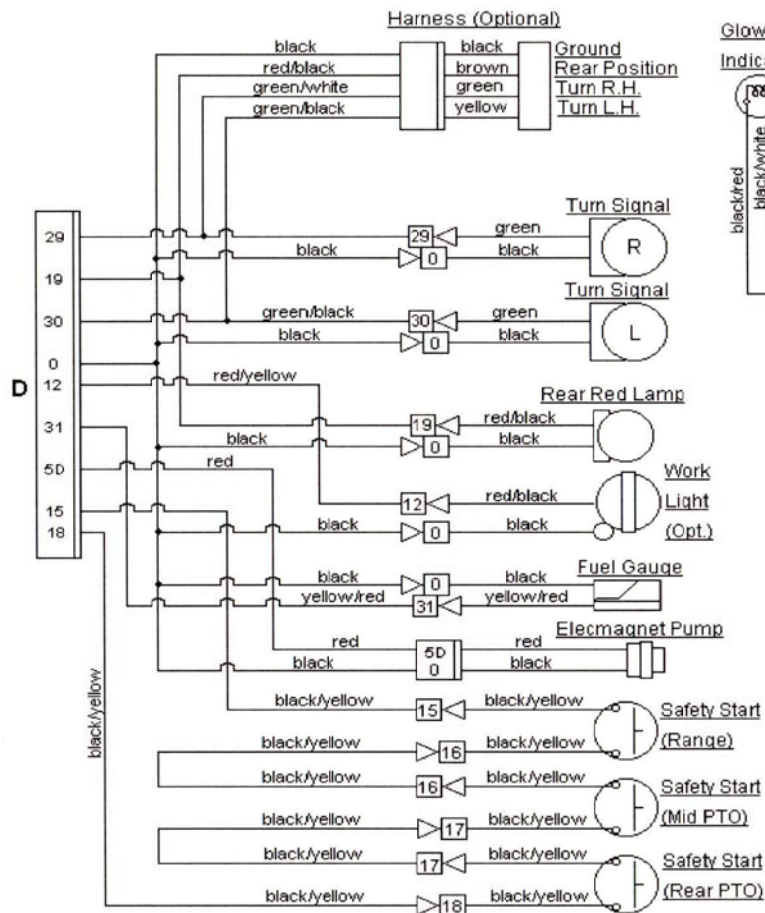 Harness (Optional)
Glow
Indica
black black Ground
red/black brown Rear Position
green/white green Turn R.H.
green/black yellow Turn L.H.
black/red
black/white
Turn Signal
29 29 green
R
black 0 black
19
Turn Signal
30 green/black 30 green
L
black 0 black
0
D
12 red/yellow
Rear Red Lamp
31 19 red/black
black 0 black
5D red
Work
Light
(Opt.)
15 12 red/black
18 black 0 black
Fuel Gauge
black 0 black
yellow/red 31 yellow/red
Elecmagnet Pump
red 5D red
black 0 black
black/yellow
black/yellow 15 black/yellow
Safety Start
(Range)
black/yellow 16 black/yellow
black/yellow 16 black/yellow
Safety Start
(Mid PTO)
black/yellow 17 black/yellow
black/yellow 17 black/yellow
Safety Start
(Rear PTO)
black/yellow 18 black/yellow